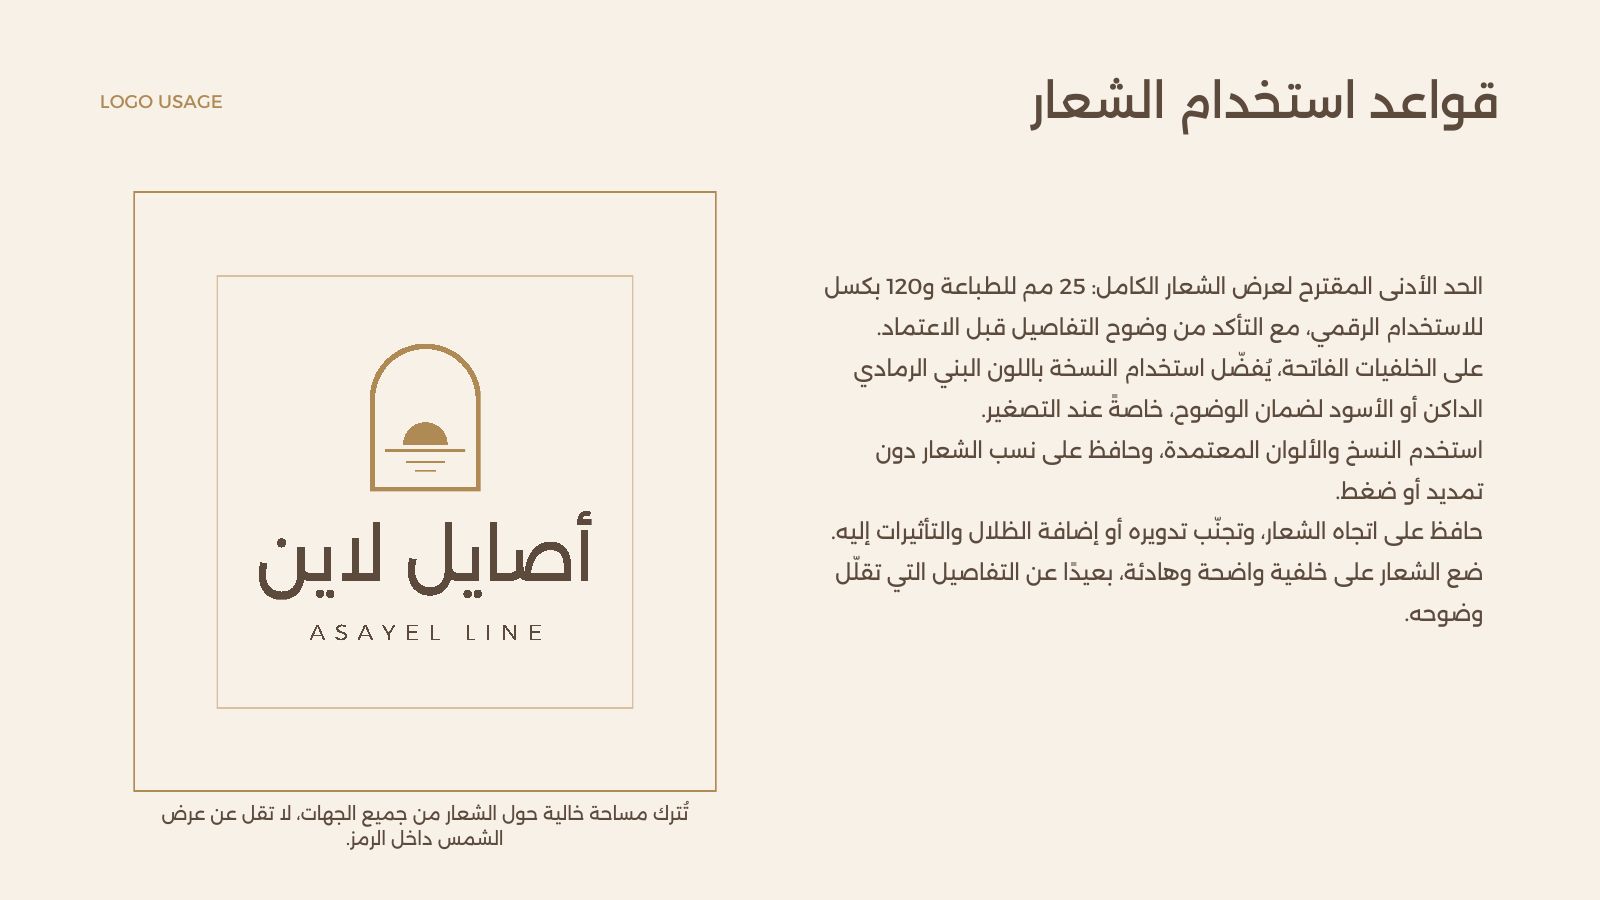 قواعد استخدام الشعار
LOGO USAGE
الحد الأدنى المقترح لعرض الشعار الكامل: 25 مم للطباعة و120 بكسل
للاستخدام الرقمي، مع التأكد من وضوح التفاصيل قبل الاعتماد.
على الخلفيات الفاتحة، يُفضّل استخدام النسخة باللون البني الرمادي
الداكن أو الأسود لضمان الوضوح، خاصةً عند التصغير.
استخدم النسخ والألوان المعتمدة، وحافظ على نسب الشعار دون
تمديد أو ضغط.
حافظ على اتجاه الشعار، وتجنّب تدويره أو إضافة الظلال والتأثيرات إليه.
ضع الشعار على خلفية واضحة وهادئة، بعيدًا عن التفاصيل التي تقلّل
وضوحه.
أصايل لاين
ASAYEL LINE
تُترك مساحة خالية حول الشعار من جميع الجهات، لا تقل عن عرض
الشمس داخل الرمز.